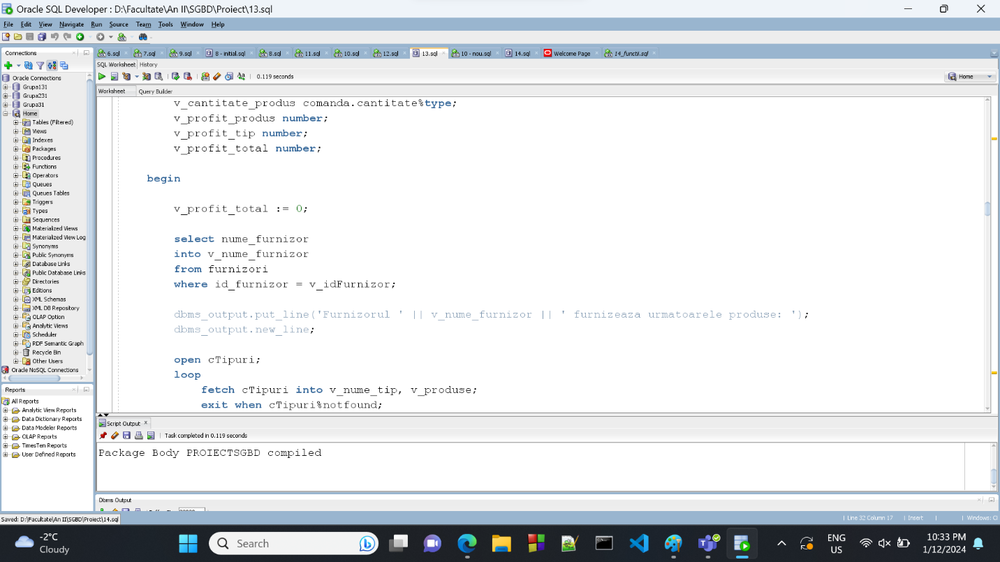 Oracle SQL Developer : D:\Facultate\An II\SGBD\Proiect\13.sql
File Edit View Navigate Run Source Team Tools Window Help
Connections
6.sql 7.sql 9.sql 8 - initial.sql 8.sql 11.sql 10.sql 12.sql 13.sql 10 - nou.sql 14.sql Welcome Page 14_functii.sql
SQL Worksheet History
0.119 seconds
Home
Worksheet Query Builder
Oracle Connections
Grupa131
Grupa231
Grupa31
Home
Tables (Filtered)
Views
Indexes
Packages
Procedures
Functions
Operators
Queues
Queues Tables
Triggers
Types
Sequences
Materialized Views
Materialized View Log
Synonyms
Public Synonyms
Database Links
Public Database Links
Directories
Editions
XML Schemas
XML DB Repository
OLAP Option
Analytic Views
Scheduler
RDF Semantic Graph
Recycle Bin
Other Users
Oracle NoSQL Connections
Reports
All Reports
Analytic View Reports
Data Dictionary Reports
Data Modeler Reports
OLAP Reports
TimesTen Reports
User Defined Reports
v_cantitate_produs comanda.cantitate%type;
v_profit_produs number;
v_profit_tip number;
v_profit_total number;
begin
v_profit_total := 0;
select nume_furnizor
into v_nume_furnizor
from furnizori
where id_furnizor = v_idFurnizor;
dbms_output.put_line('Furnizorul ' || v_nume_furnizor || ' furnizeaza urmatoarele produse: ');
dbms_output.new_line;
open cTipuri;
loop
fetch cTipuri into v_nume_tip, v_produse;
exit when cTipuri%notfound;
Script Output
Task completed in 0.119 seconds
Package Body PROIECTSGBD compiled
Dbms Output
Saved: D:\Facultate\An II\SGBD\Proiect\14.sql
Line 32 Column 17 Insert Windows: C
-2°C
Cloudy
Search
ENG
US
10:33 PM
1/12/2024